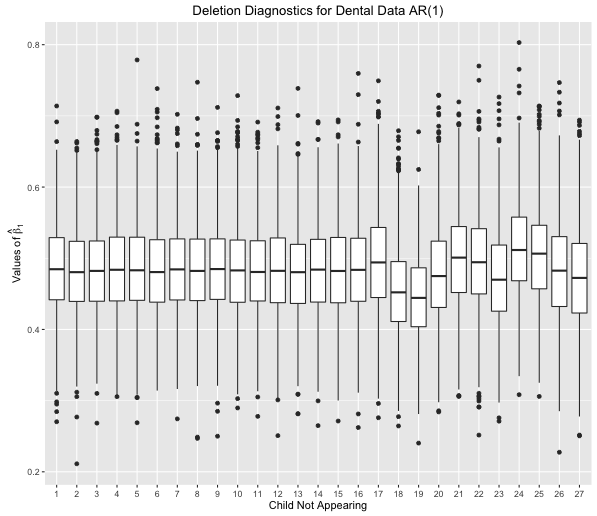 Deletion Diagnostics for Dental Data AR(1)
Values of β̂₁
0.8
0.6
0.4
0.2
1 2 3 4 5 6 7 8 9 10 11 12 13 14 15 16 17 18 19 20 21 22 23 24 25 26 27
Child Not Appearing